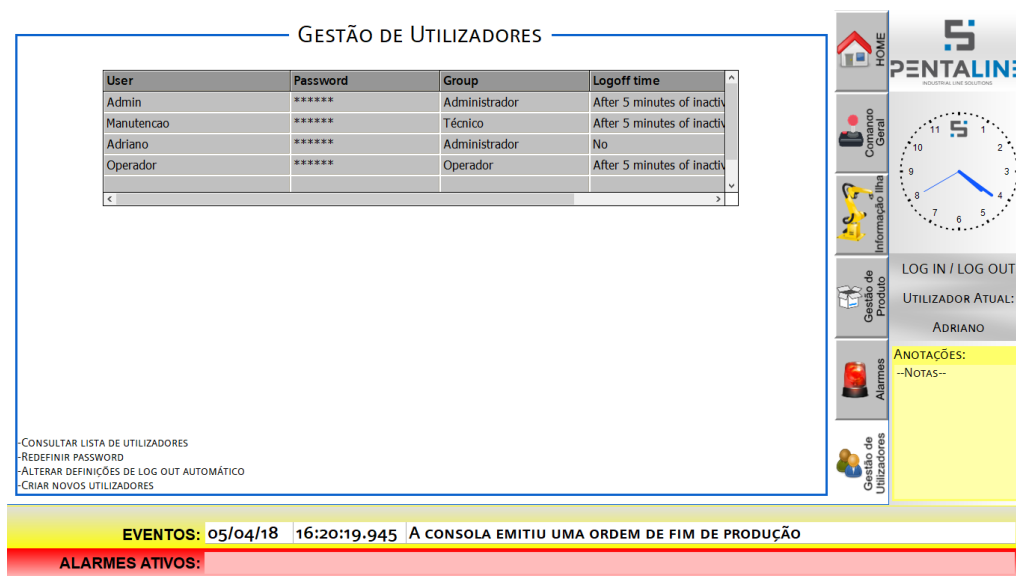 Gestão de Utilizadores
User Password Group Logoff time
Admin ****** Administrador After 5 minutes of inactiv
Manutencao ****** Técnico After 5 minutes of inactiv
Adriano ****** Administrador No
Operador ****** Operador After 5 minutes of inactiv
-Consultar lista de utilizadores
-Redefinir password
-Alterar definições de log out automático
-Criar novos utilizadores
HOME
Comando
Geral
Informação Ilha
Gestão de
Produto
Alarmes
Gestão de
Utilizadores
PENTALINE
INDUSTRIAL LINE SOLUTIONS
11 1
10 2
9 3
8 4
7 6 5
LOG IN / LOG OUT
Utilizador Atual:
Adriano
Anotações:
--Notas--
EVENTOS: 05/04/18 16:20:19.945 A consola emitiu uma ordem de fim de produção
ALARMES ATIVOS: